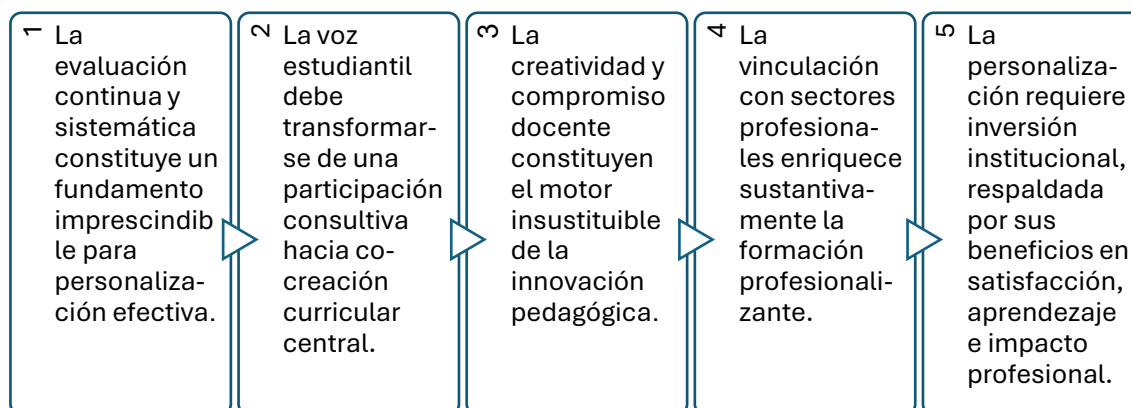 1
La
evaluación
continua y
sistemática
constituye un
fundamento
imprescindib
le para
personaliza-
ción efectiva.
2
La voz
estudiantil
debe
transformar-
se de una
participación
consultiva
hacia co-
creación
curricular
central.
3
La
creatividad y
compromiso
docente
constituyen
el motor
insustituible
de la
innovación
pedagógica.
4
La
vinculación
con sectores
profesiona-
les enriquece
sustantiva-
mente la
formación
profesionali-
zante.
5
La
personaliza-
ción requiere
inversión
institucional,
respaldada
por sus
beneficios en
satisfacción,
aprendezaje
e impacto
profesional.